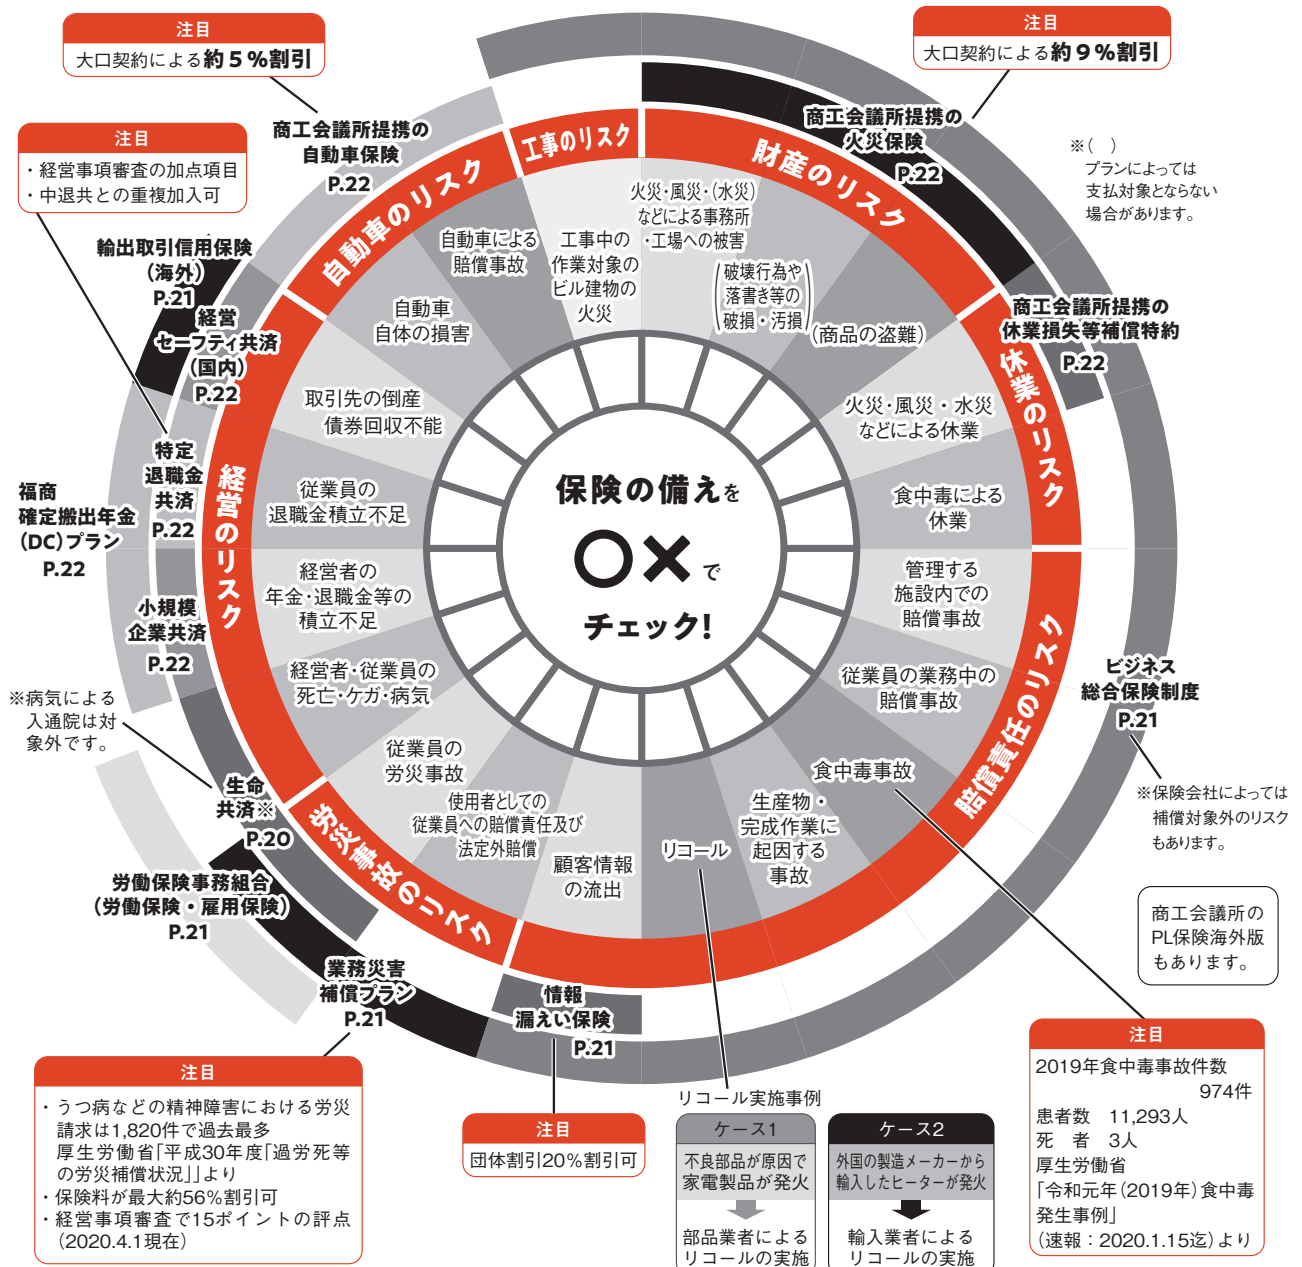 注目
大口契約による約5%割引
注目
大口契約による約9%割引
商工会議所提携の
自動車保険
P.22
工事のリスク
商工会議所提携の
火災保険
P.22
※(　)
プランによっては
支払対象とならない
場合があります。
注目
・経営事項審査の加点項目
・中退共との重複加入可
自動車のリスク
財産のリスク
輸出取引信用保険
(海外)
P.21
経営
セーフティ共済
(国内)
P.22
自動車による
賠償事故
工事中の
作業対象の
ビル建物の
火災
火災・風災・(水災)
などによる事務所
・工場への被害
(破壊行為や
落書き等の
破損・汚損)
(商品の盗難)
自動車
自体の損害
商工会議所提携の
休業損失等補償特約
P.22
休業のリスク
取引先の倒産
債券回収不能
火災・風災・水災
などによる休業
特定
退職金
共済
P.22
福商
確定搬出年金
(DC)プラン
P.22
経営のリスク
従業員の
退職金積立不足
保険の備えを
○×で
チェック!
食中毒による
休業
経営者の
年金・退職金等の
積立不足
管理する
施設内での
賠償事故
小規模
企業共済
P.22
経営者・従業員の
死亡・ケガ・病気
従業員の業務中の
賠償事故
賠償責任のリスク
ビジネス
総合保険制度
P.21
※病気による
入通院は対
象外です。
従業員の
労災事故
食中毒事故
※保険会社によっては
補償対象外のリスク
もあります。
生命
共済※
P.20
使用者としての
従業員への賠償責任及び
法定外賠償
顧客情報
の流出
リコール
生産物・
完成作業に
起因する
事故
労災事故のリスク
労働保険事務組合
(労働保険・雇用保険)
P.21
商工会議所の
PL保険海外版
もあります。
業務災害
補償プラン
P.21
情報
漏えい保険
P.21
注目
・うつ病などの精神障害における労災
請求は1,820件で過去最多
厚生労働省「平成30年度「過労死等
の労災補償状況」」より
・保険料が最大約56%割引可
・経営事項審査で15ポイントの評点
(2020.4.1現在)
注目
団体割引20%割引可
リコール実施事例
ケース1
不良部品が原因で
家電製品が発火
部品業者による
リコールの実施
ケース2
外国の製造メーカーから
輸入したヒーターが発火
輸入業者による
リコールの実施
注目
2019年食中毒事故件数
974件
患者数　11,293人
死　者　3人
厚生労働省
「令和元年(2019年)食中毒
発生事例」
(速報：2020.1.15迄)より